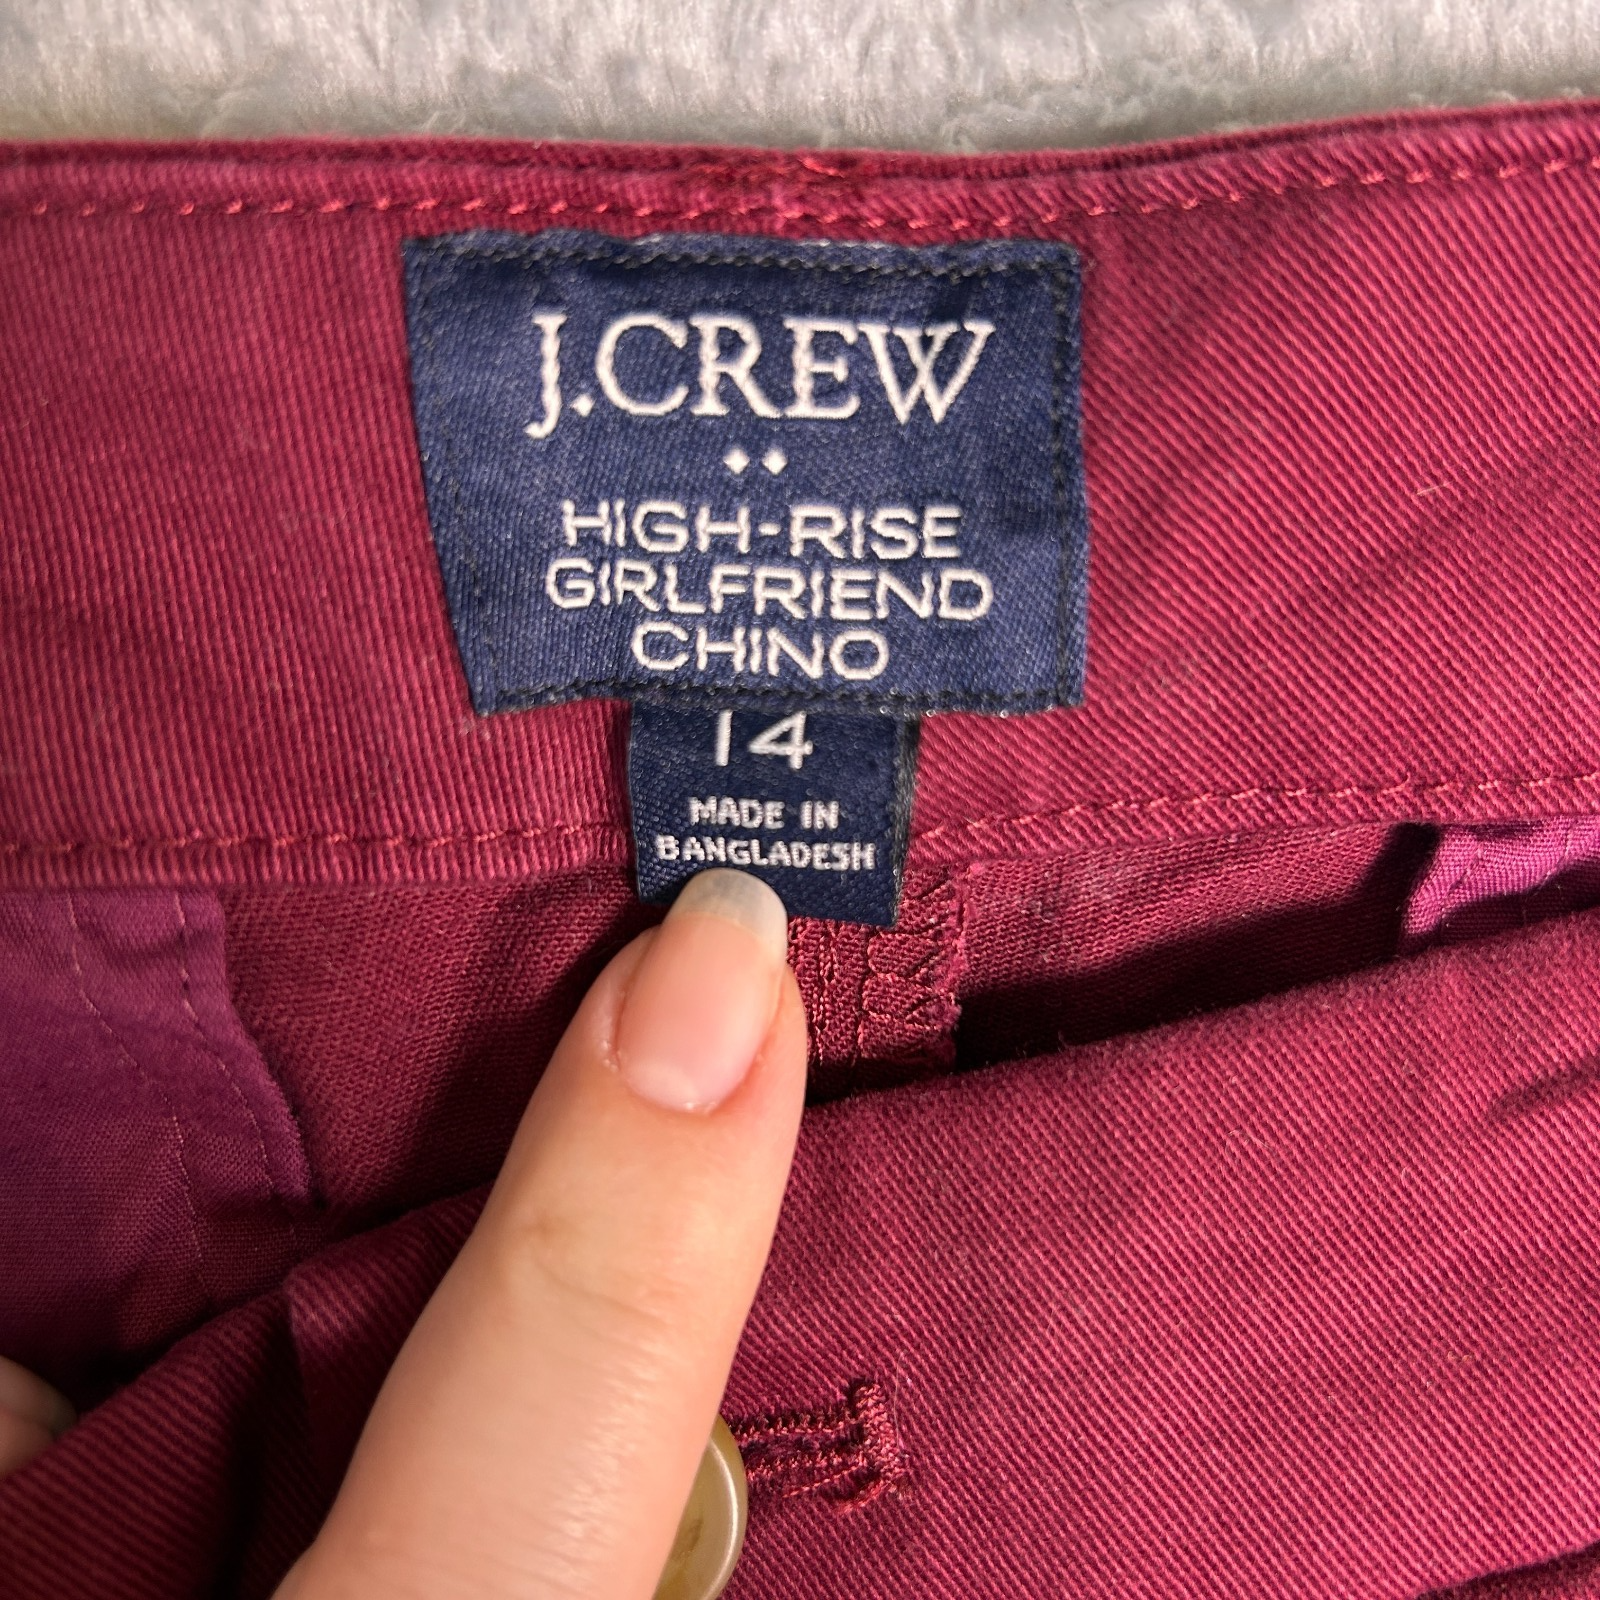 J.CREW
HIGH-RISE
GIRLFRIEND
CHINO
14
MADE IN
BANGLADESH